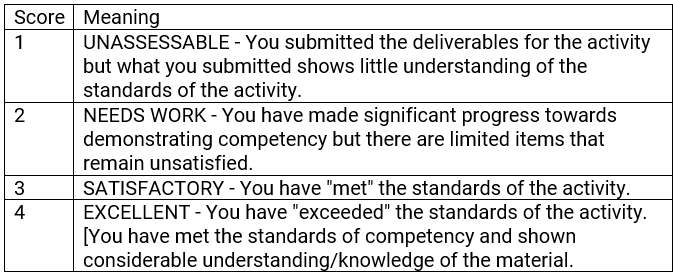 Score Meaning
1 UNASSESSABLE - You submitted the deliverables for the activity
but what you submitted shows little understanding of the
standards of the activity.
2 NEEDS WORK - You have made significant progress towards
demonstrating competency but there are limited items that
remain unsatisfied.
3 SATISFACTORY - You have "met" the standards of the activity.
4 EXCELLENT - You have "exceeded" the standards of the activity.
[You have met the standards of competency and shown
considerable understanding/knowledge of the material.